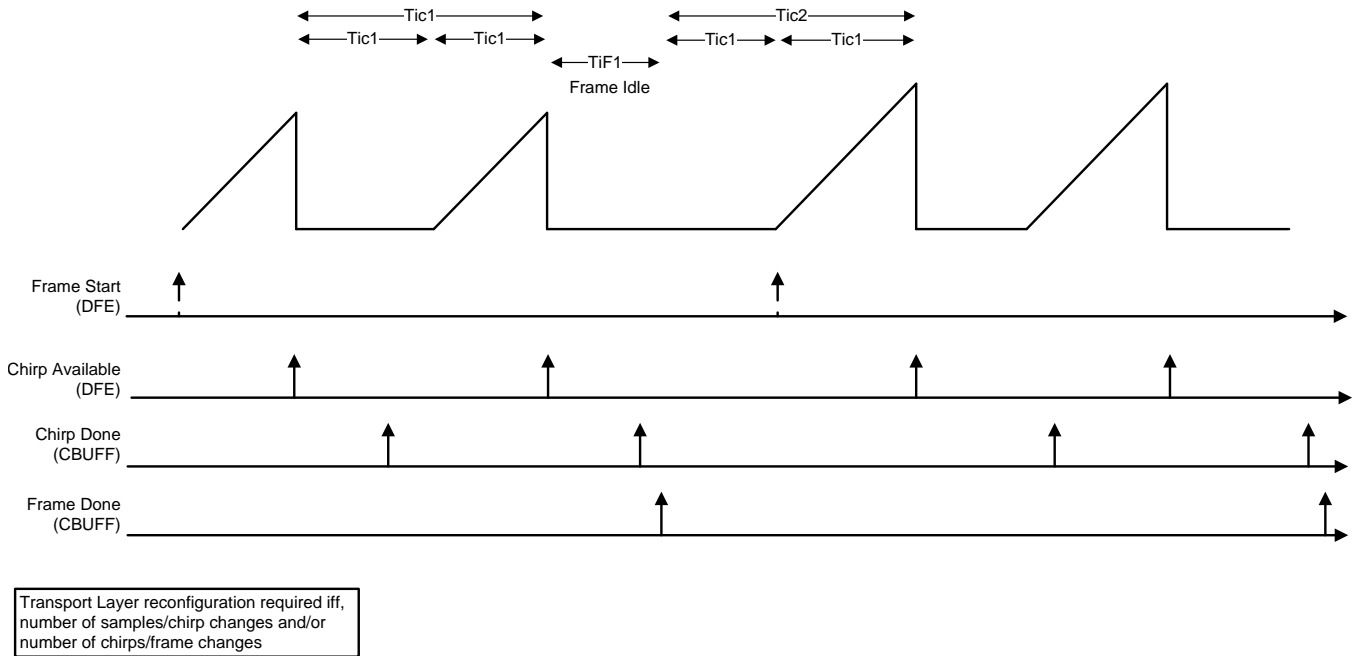 Tic1
Tic2
Tic1
Tic1
Tic1
Tic1
TiF1
Frame Idle
Frame Start
(DFE)
Chirp Available
(DFE)
Chirp Done
(CBUFF)
Frame Done
(CBUFF)
Transport Layer reconfiguration required iff,
number of samples/chirp changes and/or
number of chirps/frame changes